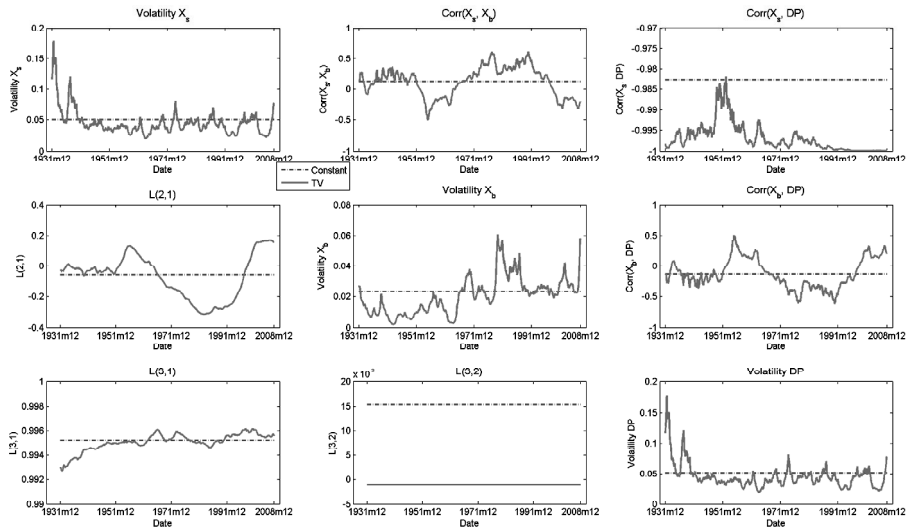 Volatility X_s
Volatility X_s
0.2
0.15
0.1
0.05
0
1931m12 1951m12 1971m12 1991m12 2008m12
Date
Corr(X_s, X_b)
Corr(X_s, X_b)
1
0.5
0
-0.5
-1
1931m12 1951m12 1971m12 1991m12 2008m12
Date
Corr(X_s, DP)
Corr(X_s, DP)
-0.97
-0.975
-0.98
-0.985
-0.99
-0.995
-1
1931m12 1951m12 1971m12 1991m12 2008m12
Date
Constant
TV
L(2,1)
L(2,1)
0.4
0.2
0
-0.2
-0.4
1931m12 1951m12 1971m12 1991m12 2008m12
Date
Volatility X_b
Volatility X_b
0.08
0.06
0.04
0.02
0
1931m12 1951m12 1971m12 1991m12 2008m12
Date
Corr(X_b, DP)
Corr(X_b, DP)
1
0.5
0
-0.5
-1
1931m12 1951m12 1971m12 1991m12 2008m12
Date
L(3,1)
L(3,1)
1
0.998
0.996
0.994
0.992
0.99
1931m12 1951m12 1971m12 1991m12 2008m12
Date
L(3,2)
L(3,2)
x 10^-3
20
15
10
5
0
-5
1931m12 1951m12 1971m12 1991m12 2008m12
Date
Volatility DP
Volatility DP
0.2
0.15
0.1
0.05
0
1931m12 1951m12 1971m12 1991m12 2008m12
Date